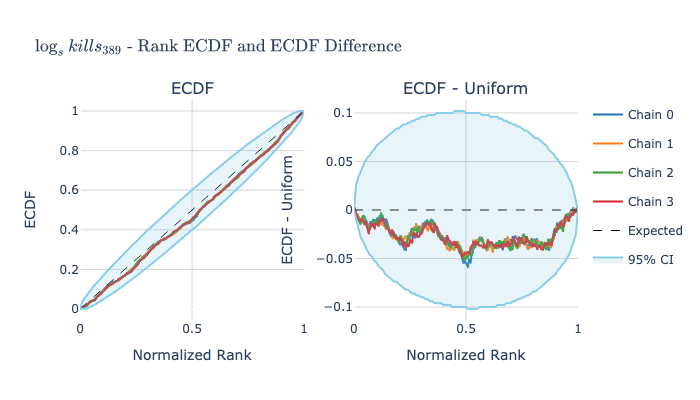 log_s kills_389 - Rank ECDF and ECDF Difference
ECDF
ECDF - Uniform
ECDF
1
0.8
0.6
0.4
0.2
0
0
0.5
1
Normalized Rank
ECDF - Uniform
0.1
0.05
0
−0.05
−0.1
0
0.5
1
Normalized Rank
Chain 0
Chain 1
Chain 2
Chain 3
Expected
95% CI